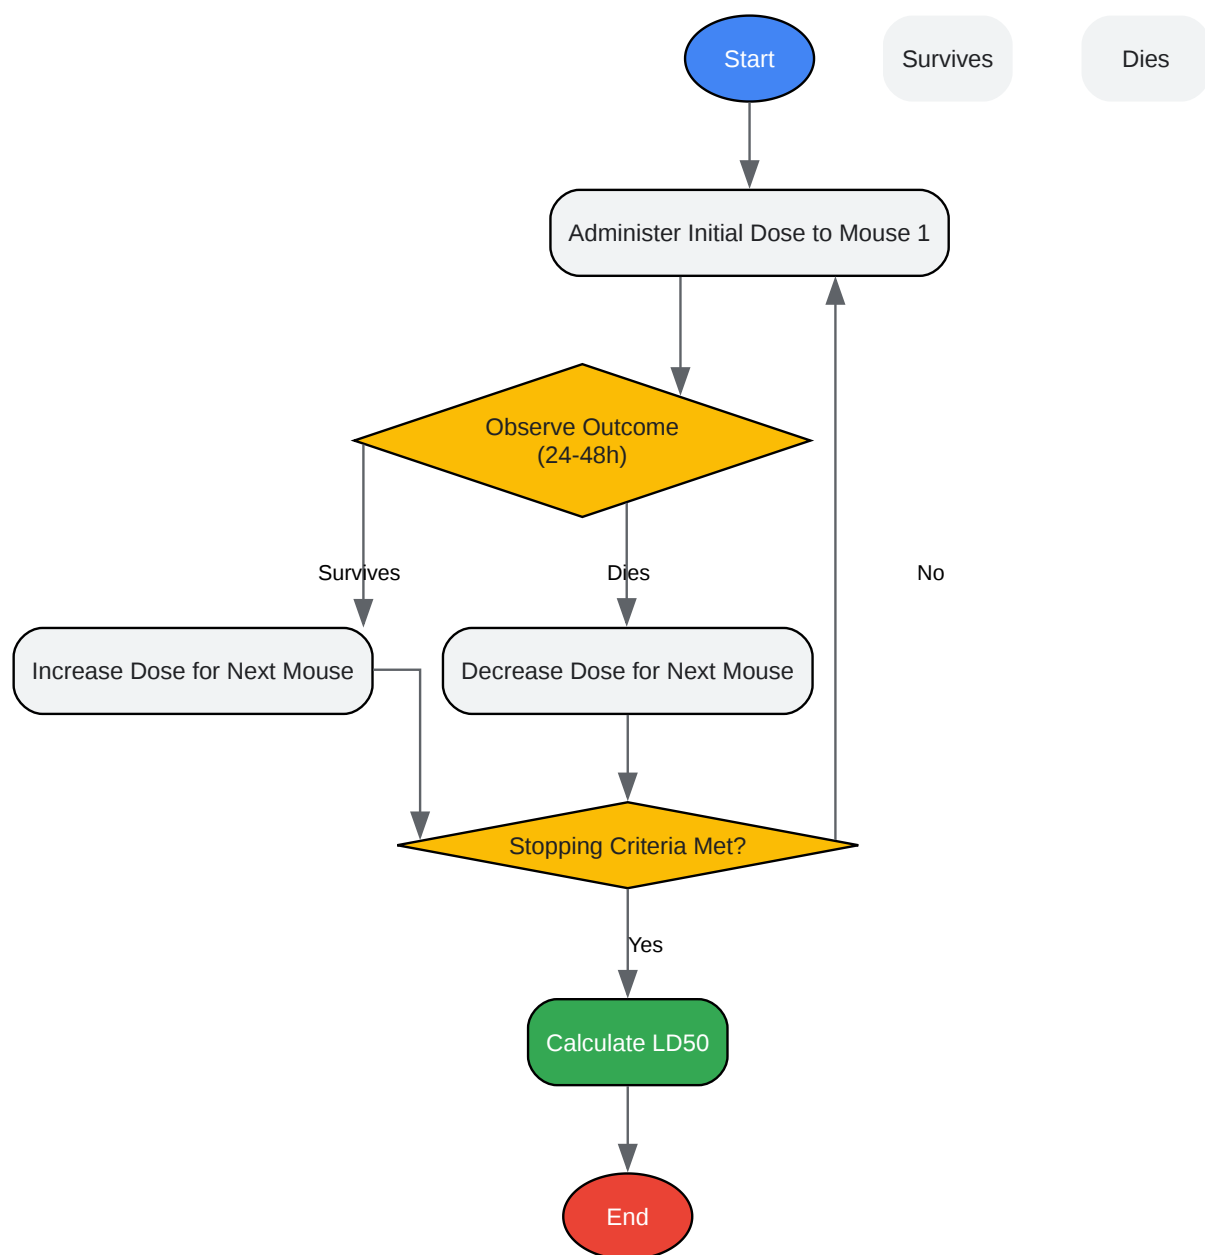 Start
Survives
Dies
Administer Initial Dose to Mouse 1
Observe Outcome
(24-48h)
Survives
Dies
No
Increase Dose for Next Mouse
Decrease Dose for Next Mouse
Stopping Criteria Met?
Yes
Calculate LD50
End